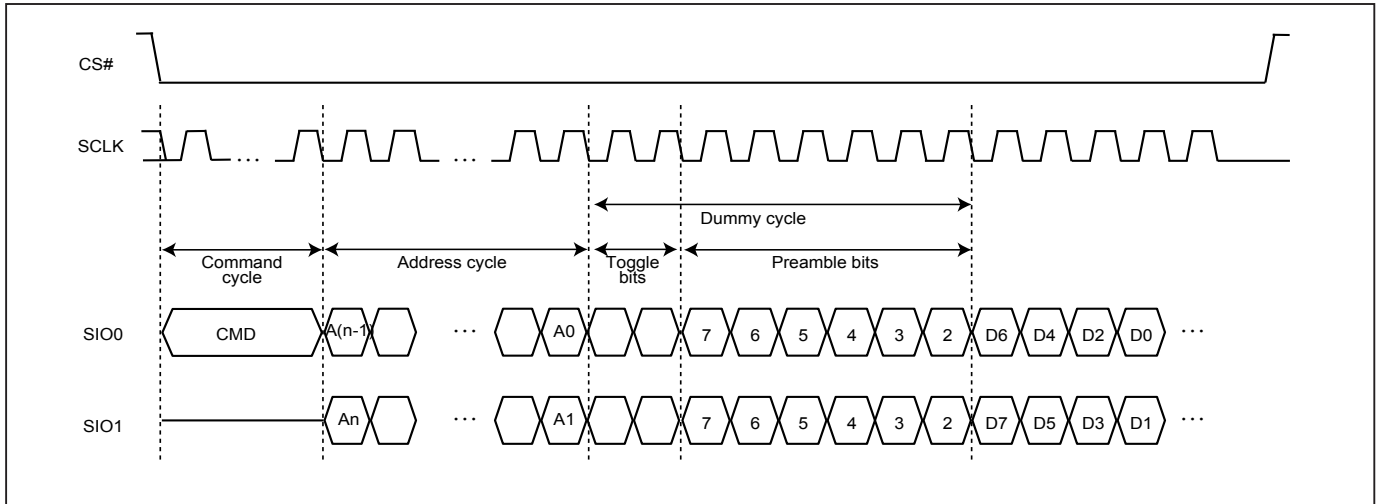 CS#
SCLK
···
···
Dummy cycle
Command
cycle
Address cycle
Toggle
bits
Preamble bits
SIO0
CMD
A(n-1)
···
A0
7
6
5
4
3
2
D6
D4
D2
D0
···
SIO1
An
···
A1
7
6
5
4
3
2
D7
D5
D3
D1
···